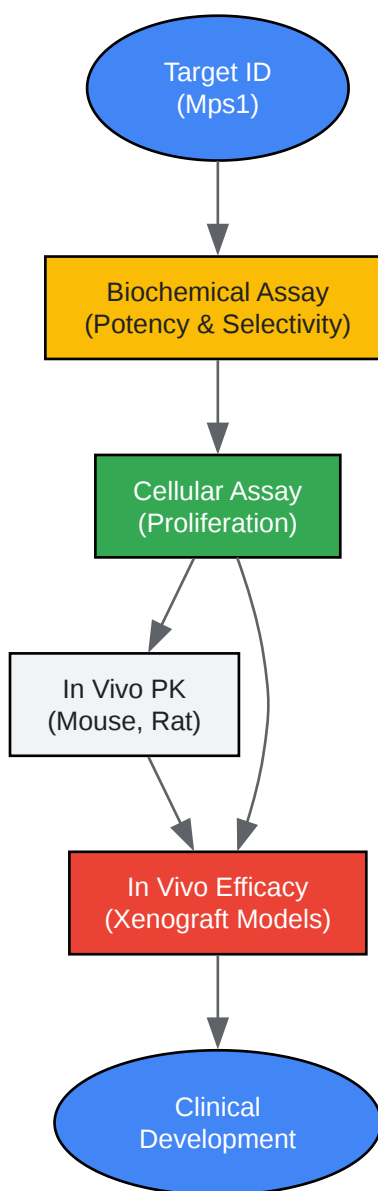 Target ID
(Mps1)
Biochemical Assay
(Potency & Selectivity)
Cellular Assay
(Proliferation)
In Vivo PK
(Mouse, Rat)
In Vivo Efficacy
(Xenograft Models)
Clinical
Development